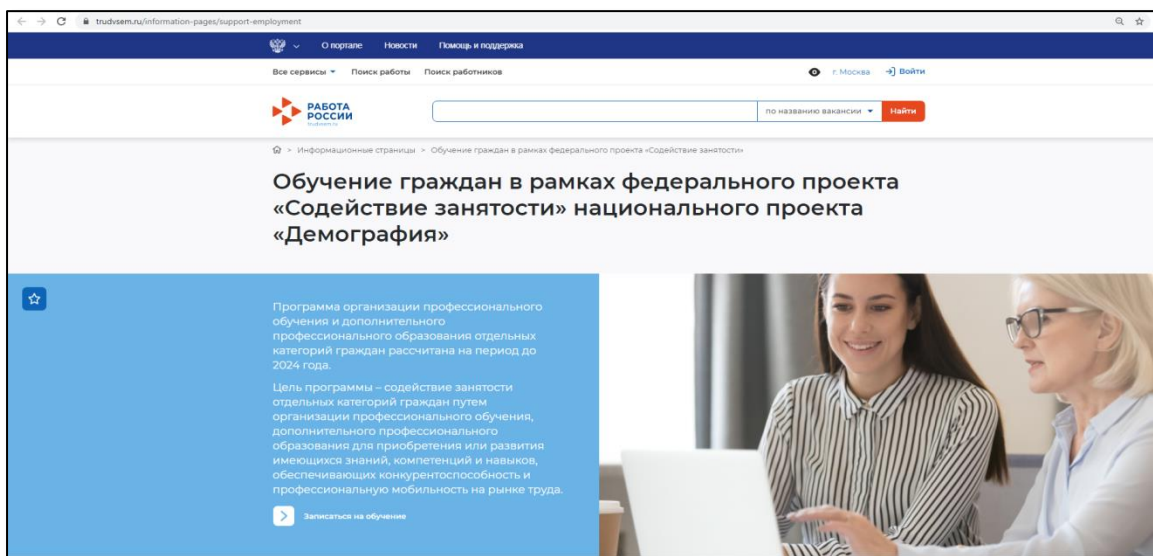 trudvsem.ru/information-pages/support-employment
О портале Новости Помощь и поддержка
Все сервисы Поиск работы Поиск работников г. Москва Войти
РАБОТА
РОССИИ
trudvsem.ru
по названию вакансии Найти
> Информационные страницы > Обучение граждан в рамках федерального проекта «Содействие занятости»
Обучение граждан в рамках федерального проекта
«Содействие занятости» национального проекта
«Демография»
Программа организации профессионального
обучения и дополнительного
профессионального образования отдельных
категорий граждан рассчитана на период до
2024 года.
Цель программы – содействие занятости
отдельных категорий граждан путем
организации профессионального обучения,
дополнительного профессионального
образования для приобретения или развития
имеющихся знаний, компетенций и навыков,
обеспечивающих конкурентоспособность и
профессиональную мобильность на рынке труда.
Записаться на обучение